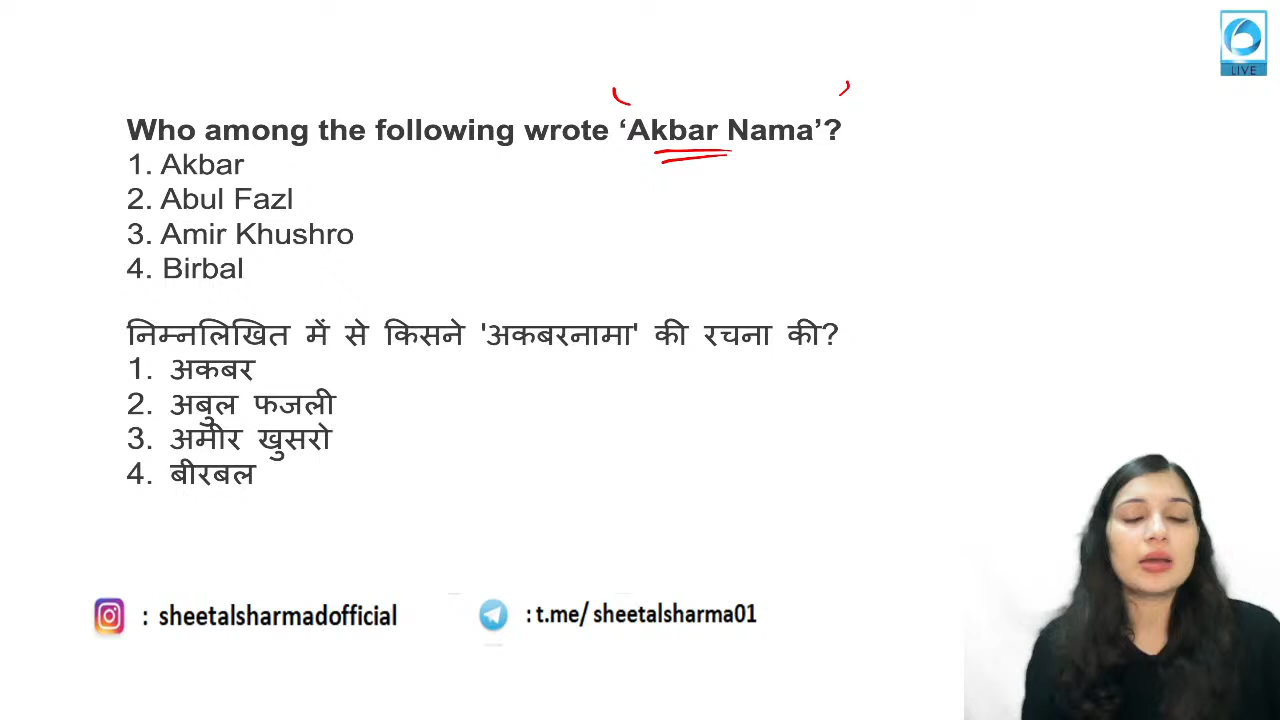 LIVE
Who among the following wrote ‘Akbar Nama’?
1. Akbar
2. Abul Fazl
3. Amir Khushro
4. Birbal
निम्नलिखित में से किसने 'अकबरनामा' की रचना की?
1. अकबर
2. अबुल फजली
3. अमीर खुसरो
4. बीरबल
: sheetalsharmadofficial
: t.me/ sheetalsharma01